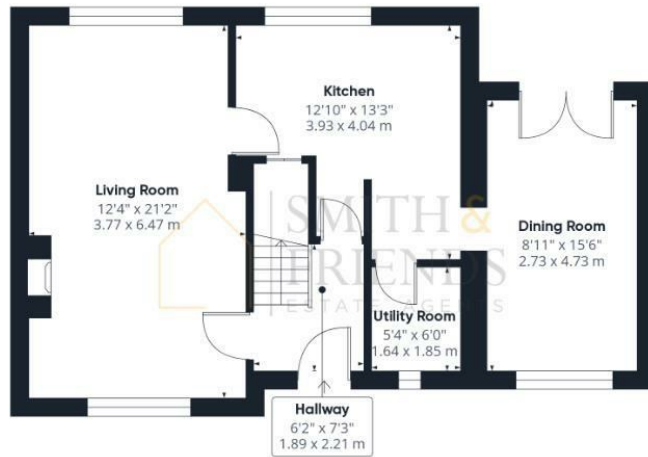 Kitchen
12'10" x 13'3"
3.93 x 4.04 m
Living Room
12'4" x 21'2"
3.77 x 6.47 m
SMITH &
FRIENDS
ESTATE AGENTS
Dining Room
8'11" x 15'6"
2.73 x 4.73 m
Utility Room
5'4" x 6'0"
1.64 x 1.85 m
Hallway
6'2" x 7'3"
1.89 x 2.21 m